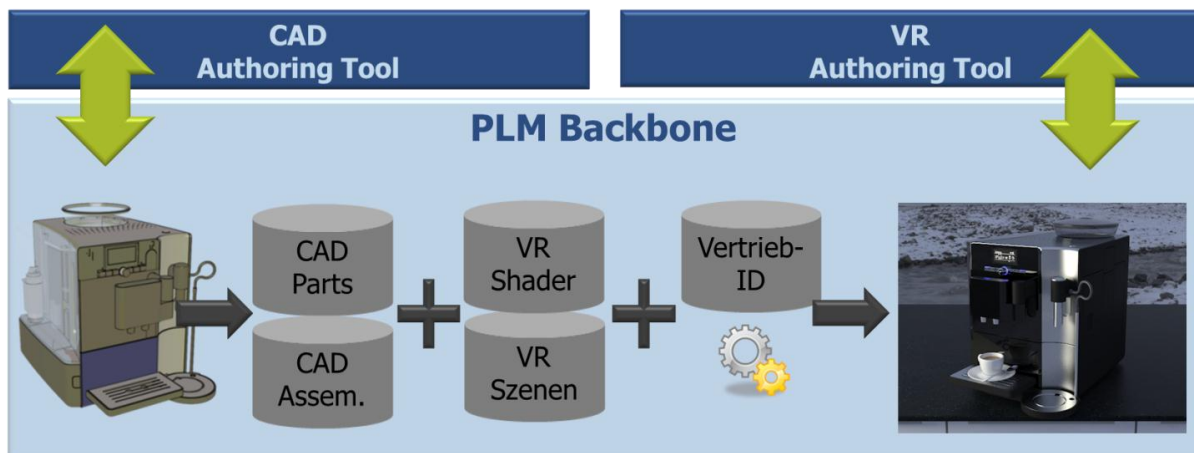 CAD
Authoring Tool
VR
Authoring Tool
PLM Backbone
CAD
Parts
CAD
Assem.
VR
Shader
VR
Szenen
Vertrieb-
ID